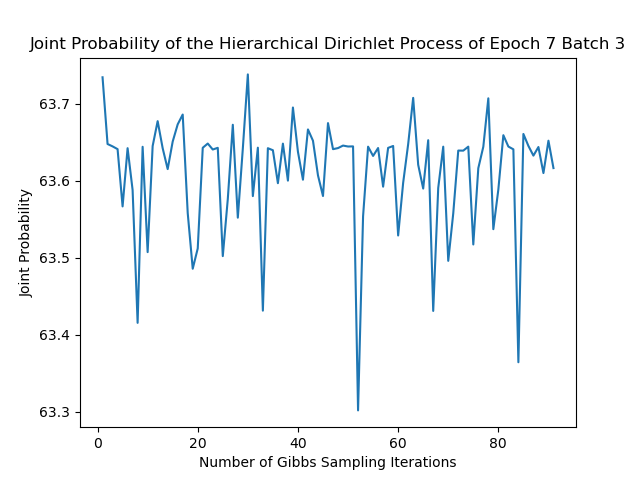 Joint Probability of the Hierarchical Dirichlet Process of Epoch 7 Batch 3
63.7
63.6
63.5
63.4
63.3
Joint Probability
0 20 40 60 80
Number of Gibbs Sampling Iterations